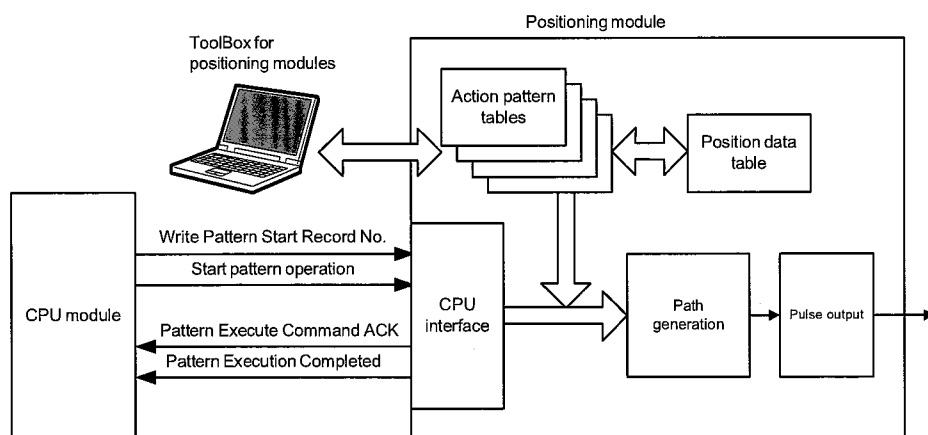 Positioning module
ToolBox for
positioning modules
Action pattern
tables
Position data
table
Write Pattern Start Record No.
Start pattern operation
CPU module
CPU
interface
Path
generation
Pulse output
Pattern Execute Command ACK
Pattern Execution Completed